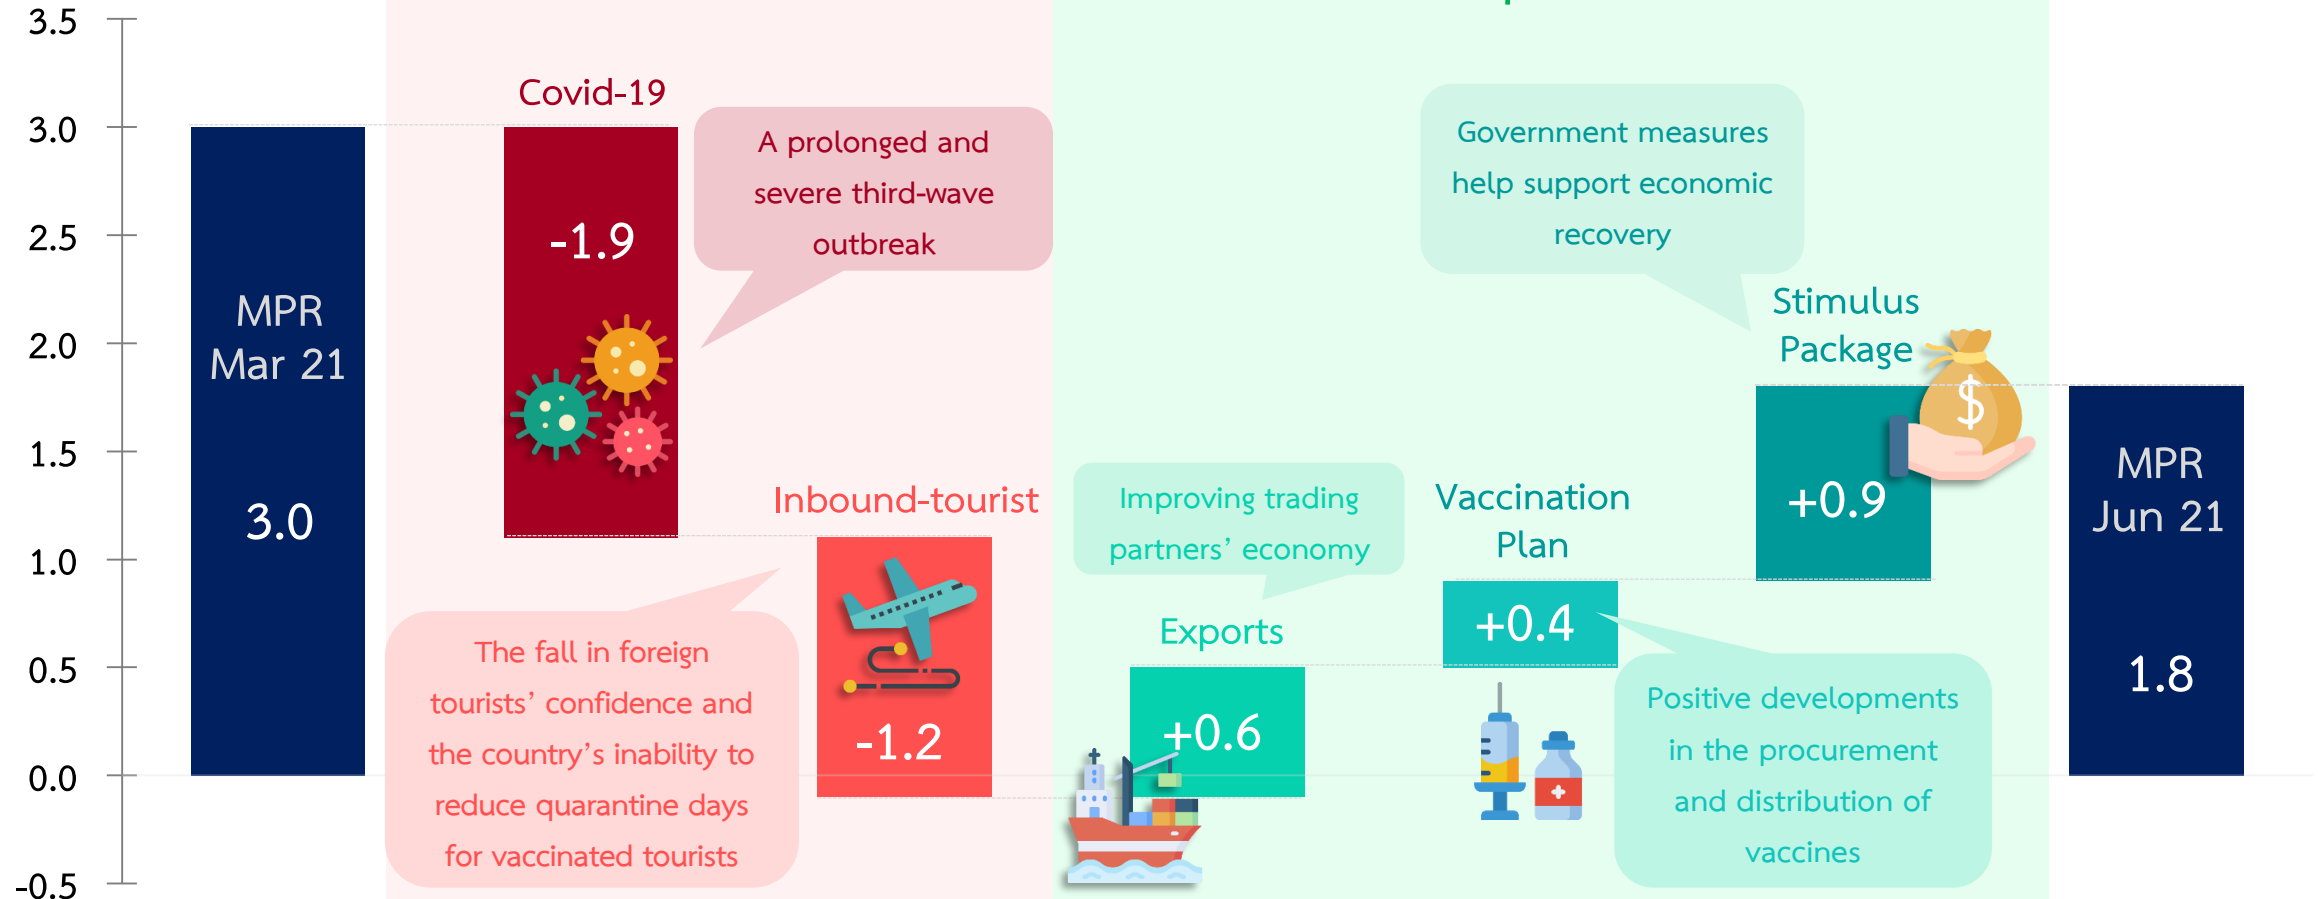 3.5
3.0
2.5
2.0
1.5
1.0
0.5
0.0
-0.5
MPR
Mar 21
3.0
Covid-19
-1.9
A prolonged and
severe third-wave
outbreak
Inbound-tourist
-1.2
The fall in foreign
tourists’ confidence and
the country’s inability to
reduce quarantine days
for vaccinated tourists
Improving trading
partners’ economy
Exports
+0.6
Vaccination
Plan
+0.4
Positive developments
in the procurement
and distribution of
vaccines
Government measures
help support economic
recovery
Stimulus
Package
$
+0.9
MPR
Jun 21
1.8